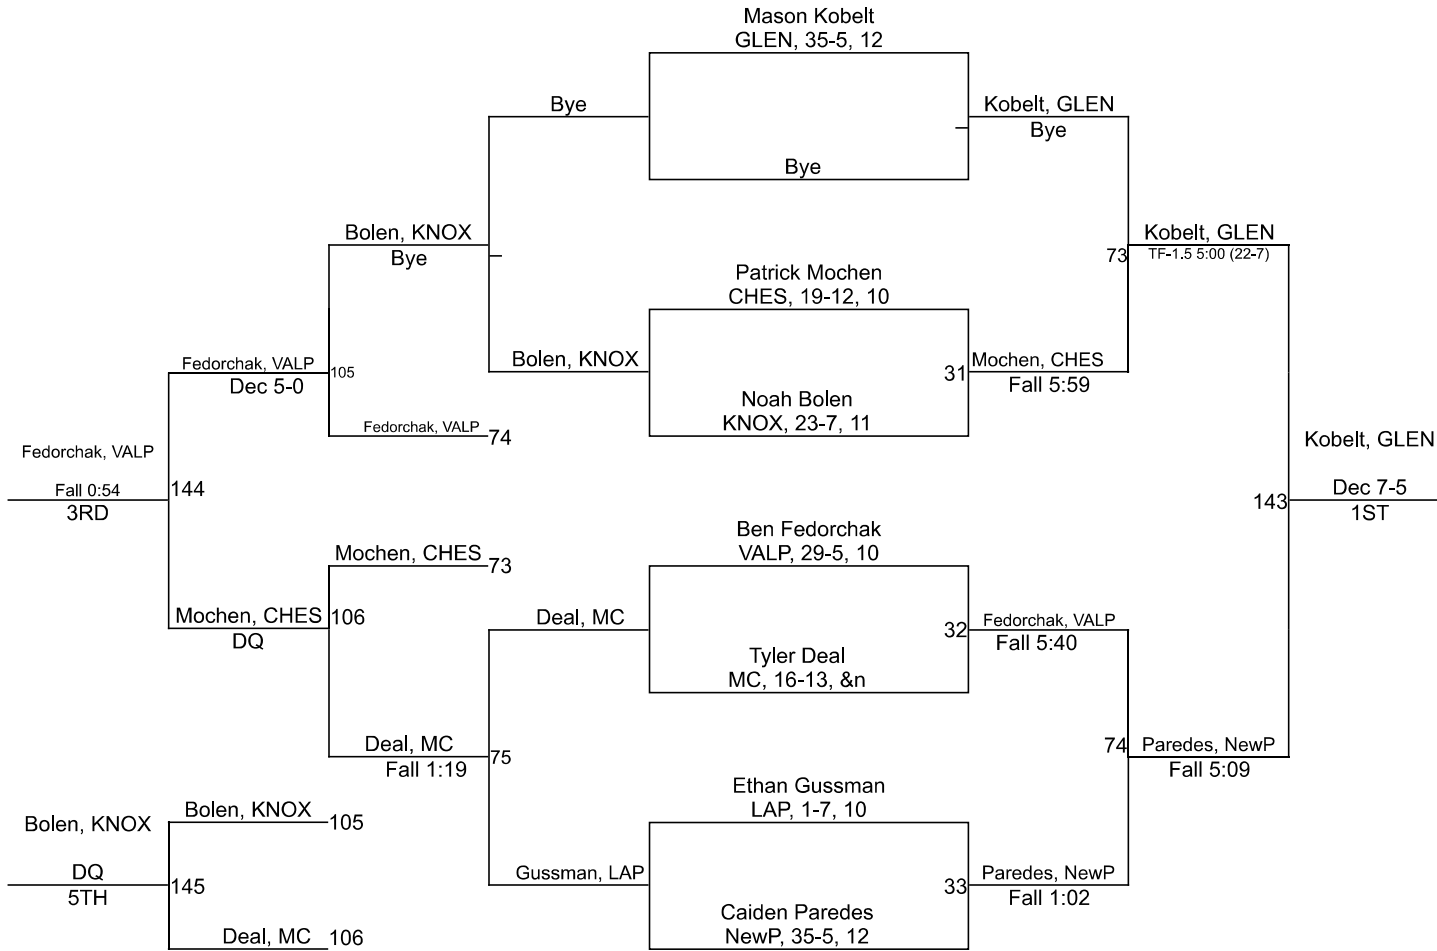 Mason Kobelt
GLEN, 35-5, 12
Bye
Kobelt, GLEN
Bye
Bye
Bolen, KNOX
Bye
Kobelt, GLEN
73
TF-1.5 5:00 (22-7)
Patrick Mochen
CHES, 19-12, 10
Bolen, KNOX
31
Mochen, CHES
Fall 5:59
Fedorchak, VALP
105
Dec 5-0
Noah Bolen
KNOX, 23-7, 11
Fedorchak, VALP
74
Fedorchak, VALP
Kobelt, GLEN
Fall 0:54
144
3RD
143
Dec 7-5
1ST
Ben Fedorchak
VALP, 29-5, 10
Mochen, CHES
73
Mochen, CHES
106
DQ
Deal, MC
32
Fedorchak, VALP
Fall 5:40
Tyler Deal
MC, 16-13, &n
Deal, MC
75
Fall 1:19
74
Paredes, NewP
Fall 5:09
Ethan Gussman
LAP, 1-7, 10
Bolen, KNOX
Bolen, KNOX
105
DQ
145
5TH
Gussman, LAP
33
Paredes, NewP
Fall 1:02
Caiden Paredes
NewP, 35-5, 12
Deal, MC
106